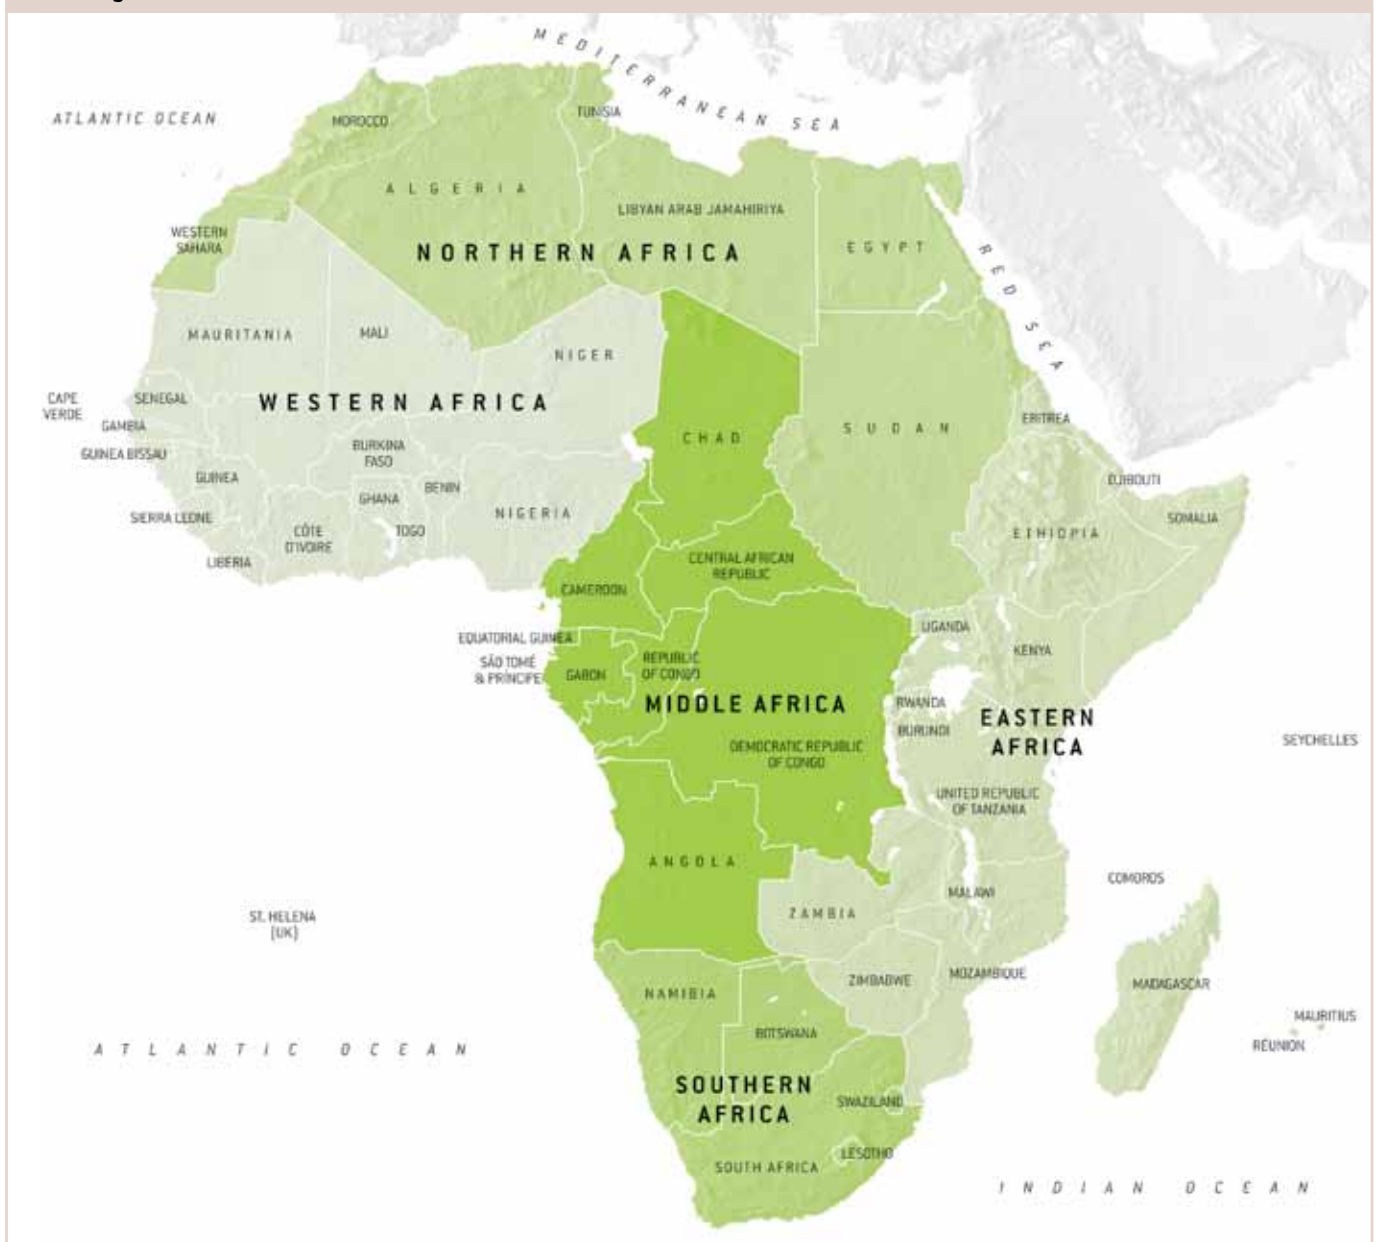 MEDITERRANEAN SEA
ATLANTIC OCEAN
TUNISIA
MOROCCO
ALGERIA
LIBYAN ARAB JAMAHIRIYA
WESTERN
SAHARA
NORTHERN AFRICA
EGYPT
RED SEA
MAURITANIA
MALI
NIGER
CAPE
VERDE
SENEGAL
WESTERN AFRICA
GAMBIA
ERITREA
CHAD
SUDAN
GUINEA BISSAU
BURKINA
FASO
GUINEA
BENIN
DJIBOUTI
GHANA
NIGERIA
SIERRA LEONE
SOMALIA
CÔTE
D'IVOIRE
TOGO
ETHIOPIA
LIBERIA
CENTRAL AFRICAN
REPUBLIC
CAMEROON
UGANDA
EQUATORIAL GUINEA
KENYA
SÃO TOMÉ
& PRÍNCIPE
GABON
REPUBLIC
OF CONGO
MIDDLE AFRICA
RWANDA
EASTERN
AFRICA
BURUNDI
SEYCHELLES
DEMOCRATIC REPUBLIC
OF CONGO
UNITED REPUBLIC
OF TANZANIA
ANGOLA
COMOROS
MALAWI
ST. HELENA
(UK)
ZAMBIA
ZIMBABWE
MOZAMBIQUE
MADAGASCAR
NAMIBIA
MAURITIUS
BOTSWANA
RÉUNION
ATLANTIC OCEAN
SOUTHERN
AFRICA
SWAZILAND
LESOTHO
SOUTH AFRICA
INDIAN OCEAN